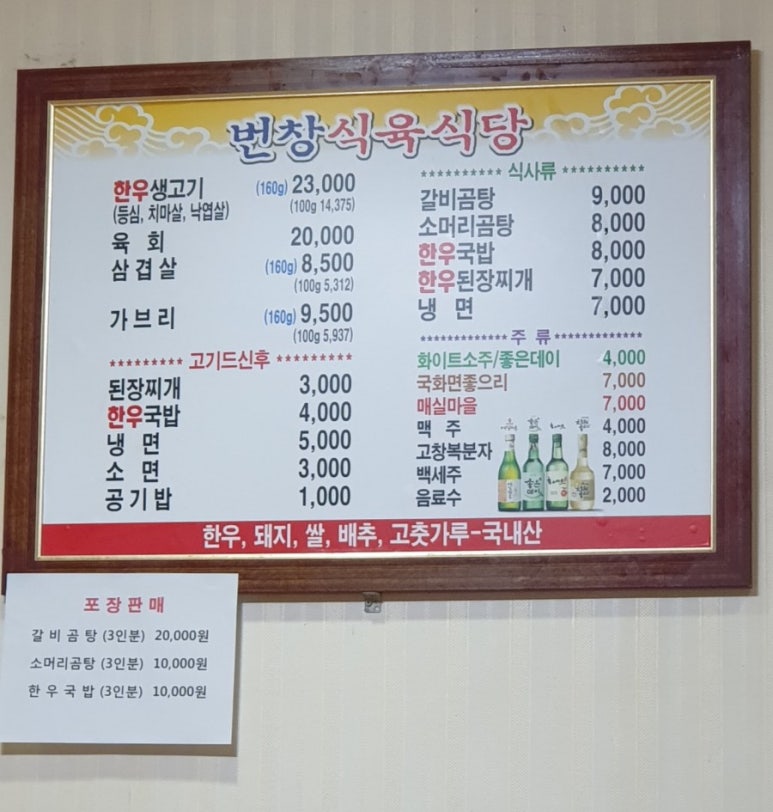 번창식육식당
한우생고기 (160g) 23,000
(등심, 치마살, 낙엽살) (100g 14,375)
육 회 20,000
삼겹살 (160g) 8,500
(100g 5,312)
가브리 (160g) 9,500
(100g 5,937)
********* 고기드신후 *********
된장찌개 3,000
한우국밥 4,000
냉 면 5,000
소 면 3,000
공기밥 1,000
********** 식사류 **********
갈비곰탕 9,000
소머리곰탕 8,000
한우국밥 8,000
한우된장찌개 7,000
냉 면 7,000
************* 주 류 *************
화이트소주/좋은데이 4,000
국화면좋으리 7,000
매실마을 7,000
맥 주 4,000
고창복분자 8,000
백세주 7,000
음료수 2,000
한우, 돼지, 쌀, 배추, 고춧가루-국내산
포장판매
갈비곰탕 (3인분) 20,000원
소머리곰탕 (3인분) 10,000원
한우국밥 (3인분) 10,000원